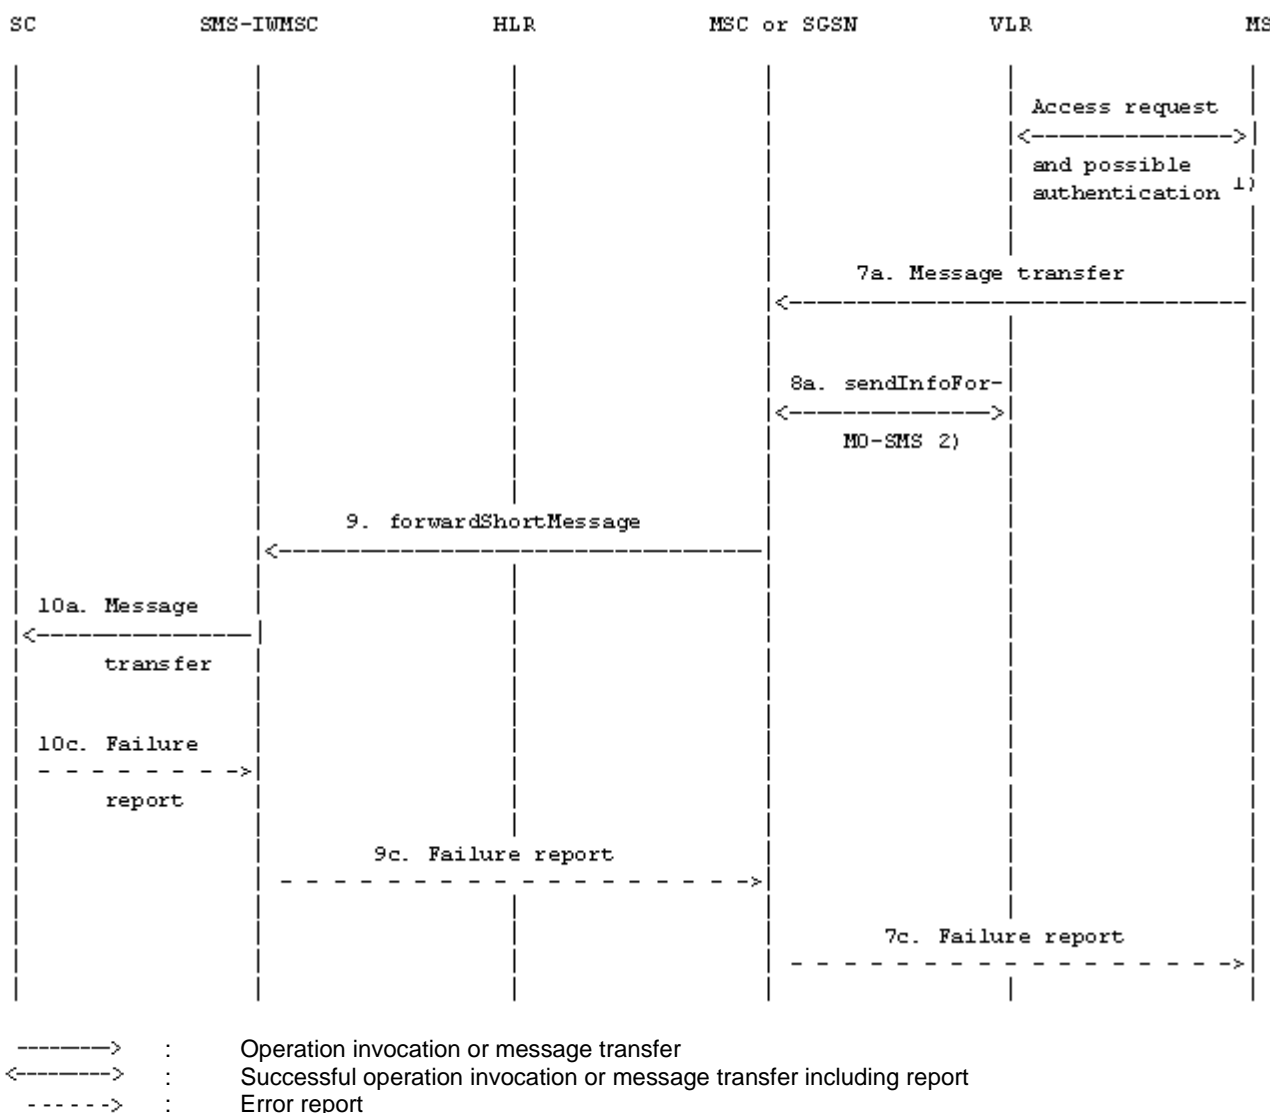 SC SMS-IWMSC HLR MSC or SGSN VLR MS
Access request
and possible
authentication 1)
7a. Message transfer
8a. sendInfoFor-
MO-SMS 2)
9. forwardShortMessage
10a. Message
transfer
10c. Failure
report
9c. Failure report
7c. Failure report
: Operation invocation or message transfer
: Successful operation invocation or message transfer including report
: Error report